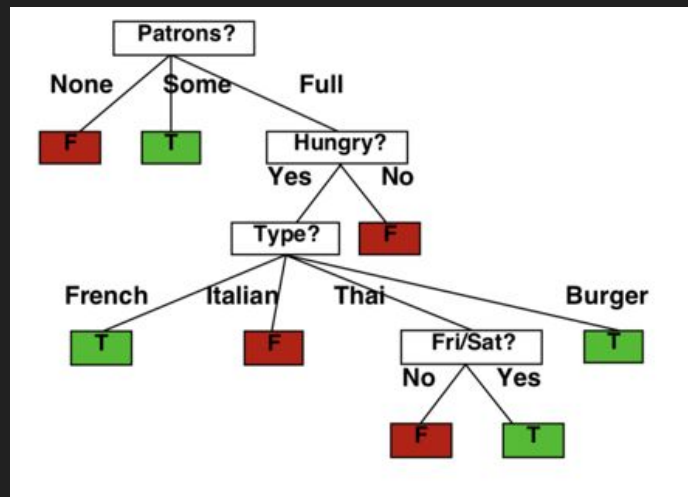 Patrons?
None Some Full
F T Hungry?
Yes No
Type? F
French Italian Thai Burger
T F Fri/Sat? T
No Yes
F T